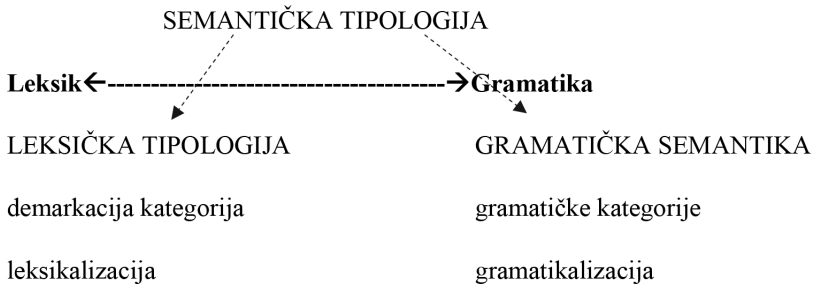 SEMANTIČKA TIPOLOGIJA
Leksik←---------------------------------------→Gramatika
LEKSIČKA TIPOLOGIJA GRAMATIČKA SEMANTIKA
demarkacija kategorija gramatičke kategorije
leksikalizacija gramatikalizacija